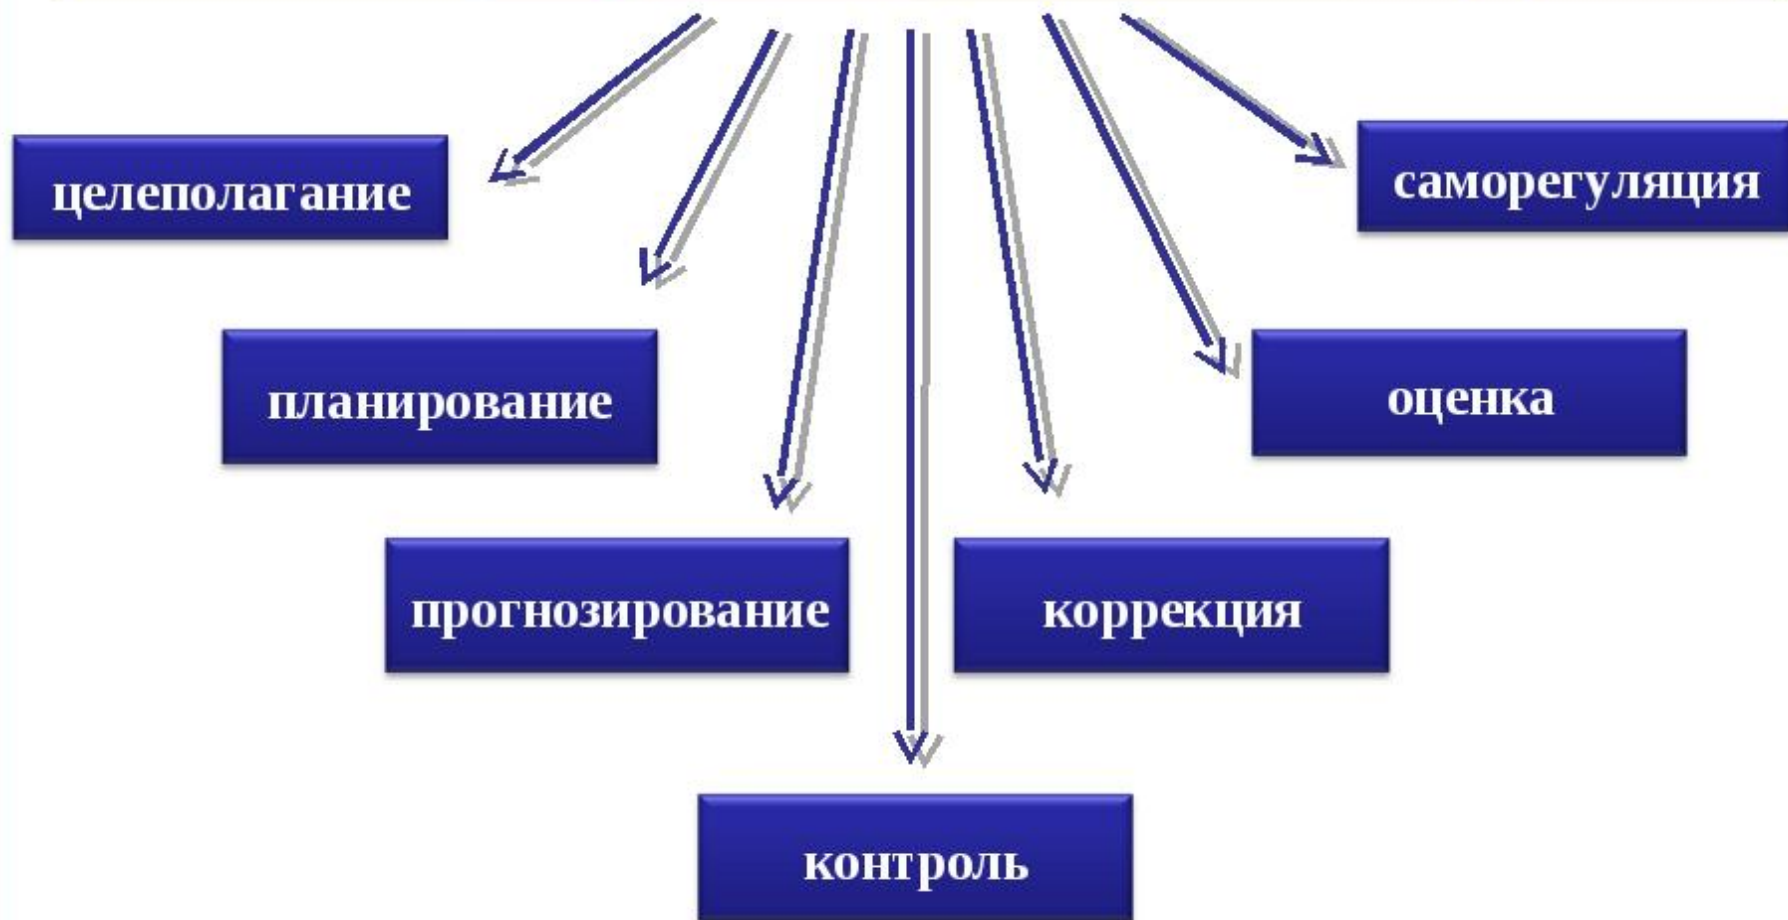 целеполагание
саморегуляция
планирование
оценка
прогнозирование
коррекция
контроль